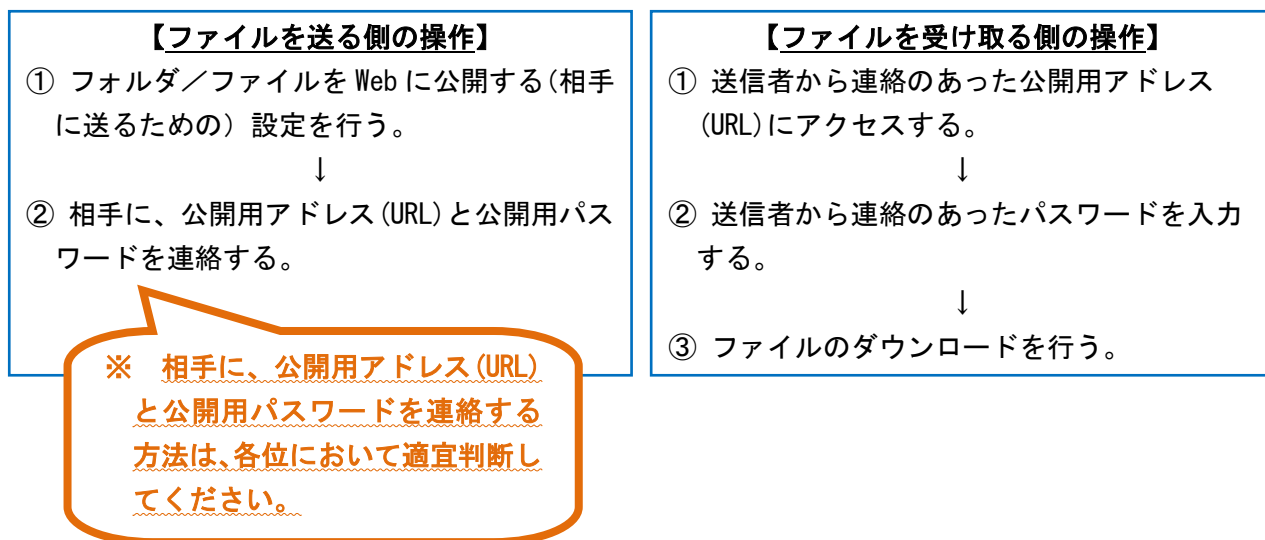 【ファイルを送る側の操作】
① フォルダ／ファイルを Web に公開する(相手
に送るための）設定を行う。
↓
② 相手に、公開用アドレス(URL)と公開用パス
ワードを連絡する。
※ 相手に、公開用アドレス(URL)
と公開用パスワードを連絡する
方法は、各位において適宜判断し
てください。
【ファイルを受け取る側の操作】
① 送信者から連絡のあった公開用アドレス
(URL)にアクセスする。
↓
② 送信者から連絡のあったパスワードを入力
する。
↓
③ ファイルのダウンロードを行う。